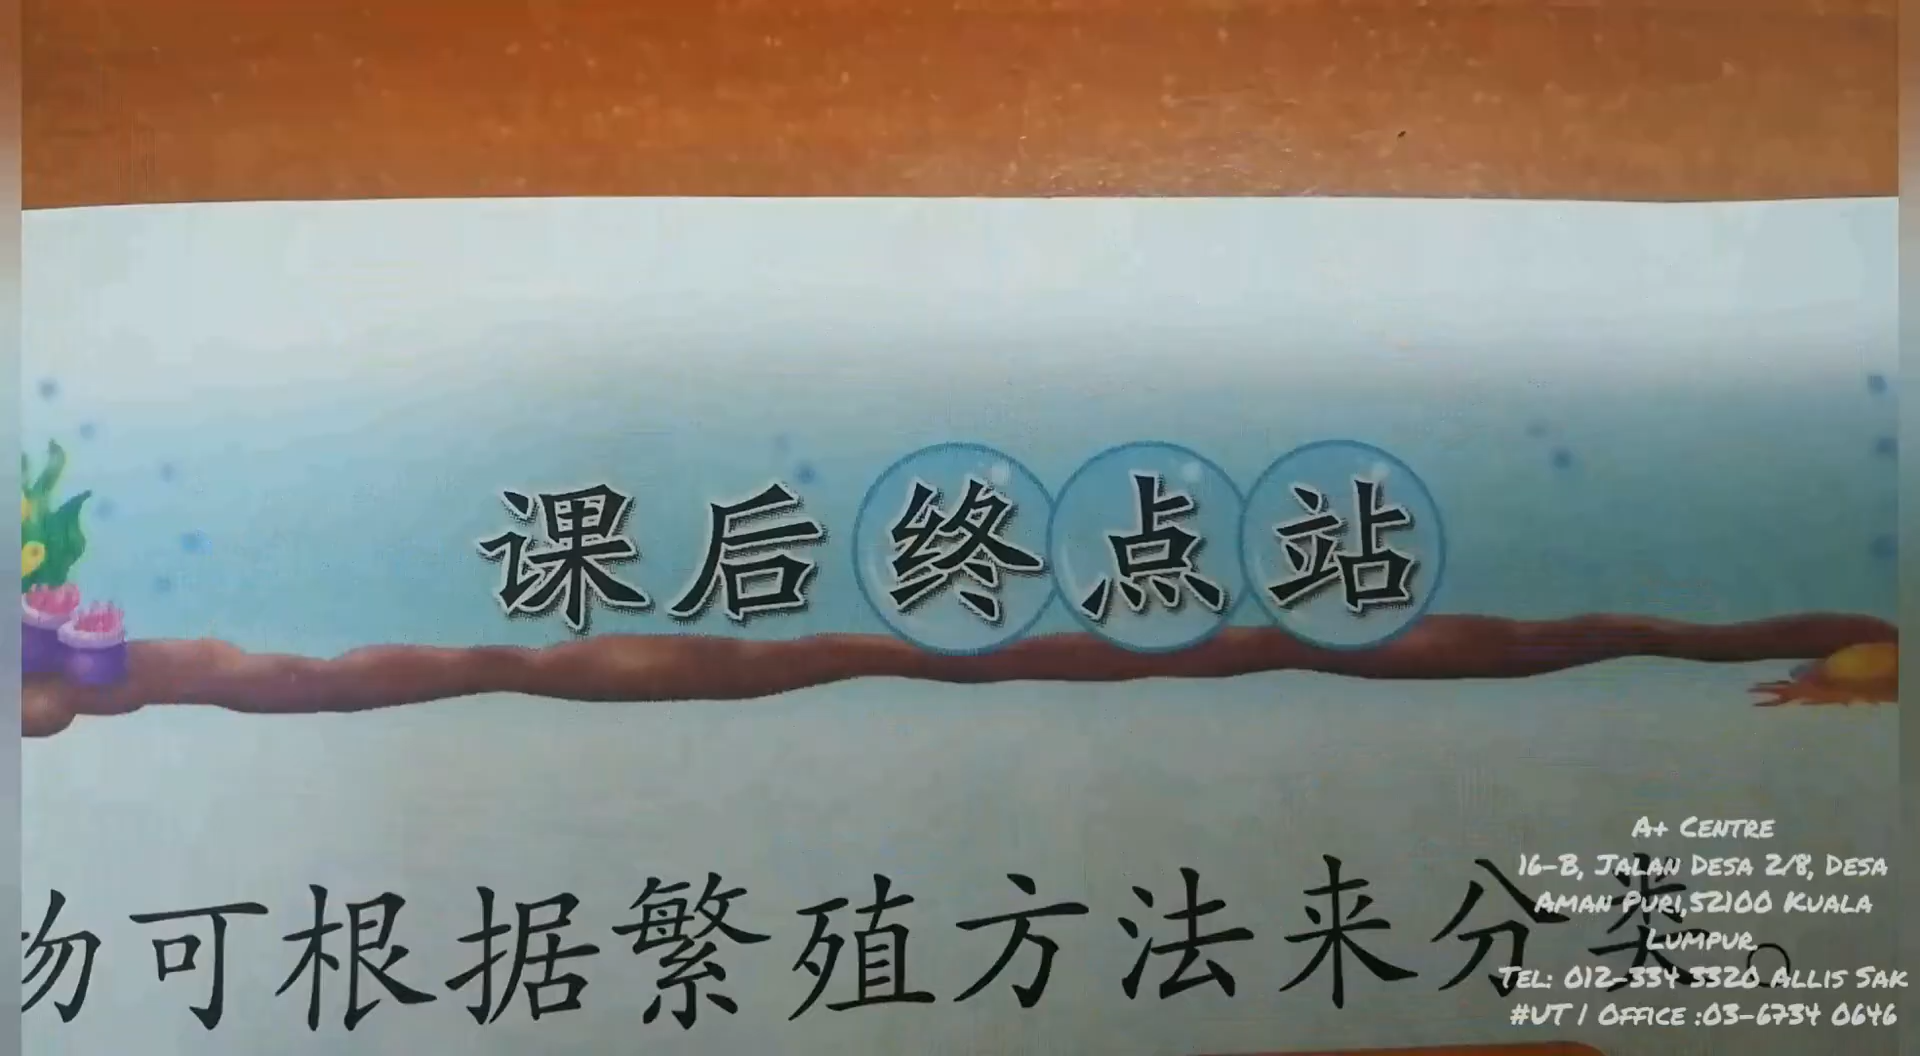 课后终点站
物可根据繁殖方法来分类。
A+ Centre
16-B, Jalan Desa 2/8, Desa
Aman Puri,52100 Kuala
Lumpur
Tel: 012-334 3320 Allis Sak
#UT / Office :03-6734 0646